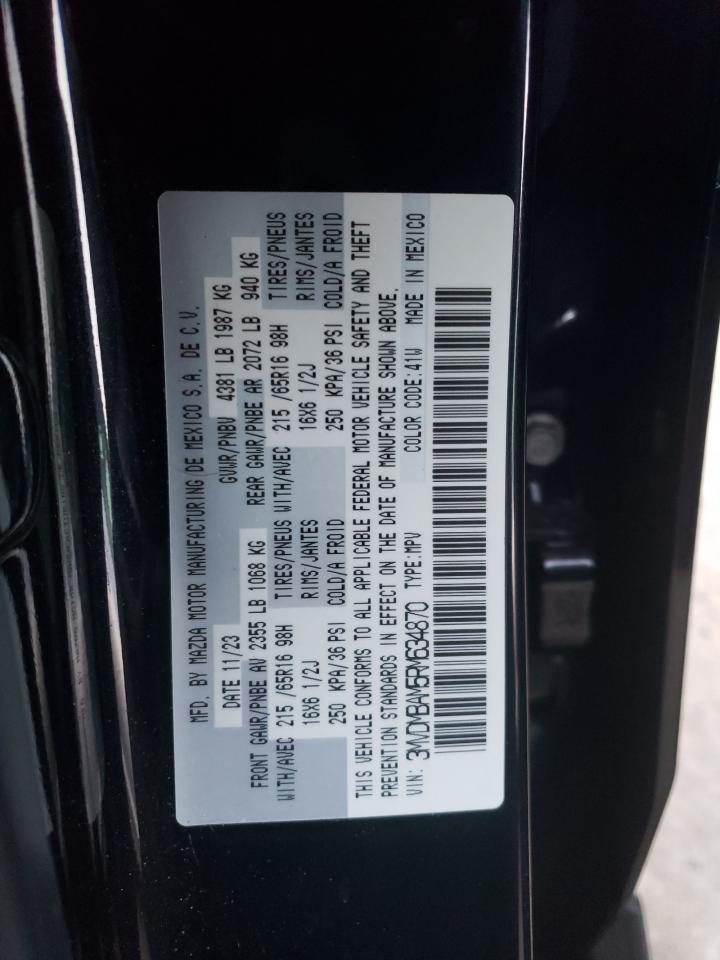 MFD. BY MAZDA MOTOR MANUFACTURING DE MEXICO S.A. DE C.V.
DATE 11/23 GVWR/PNBV 4381 LB 1987 KG
FRONT GAWR/PNBE AV 2355 LB 1068 KG REAR GAWR/PNBE AR 2072 LB 940 KG
WITH/AVEC 215 /65R16 98H TIRES/PNEUS WITH/AVEC 215 /65R16 98H TIRES/PNEUS
16X6 1/2J RIMS/JANTES 16X6 1/2J RIMS/JANTES
250 KPA/36 PSI COLD/A FROID 250 KPA/36 PSI COLD/A FROID
THIS VEHICLE CONFORMS TO ALL APPLICABLE FEDERAL MOTOR VEHICLE SAFETY AND THEFT
PREVENTION STANDARDS IN EFFECT ON THE DATE OF MANUFACTURE SHOWN ABOVE.
VIN: 3MVDMBAM5RM634870 TYPE:MPV COLOR CODE:41W MADE IN MEXICO